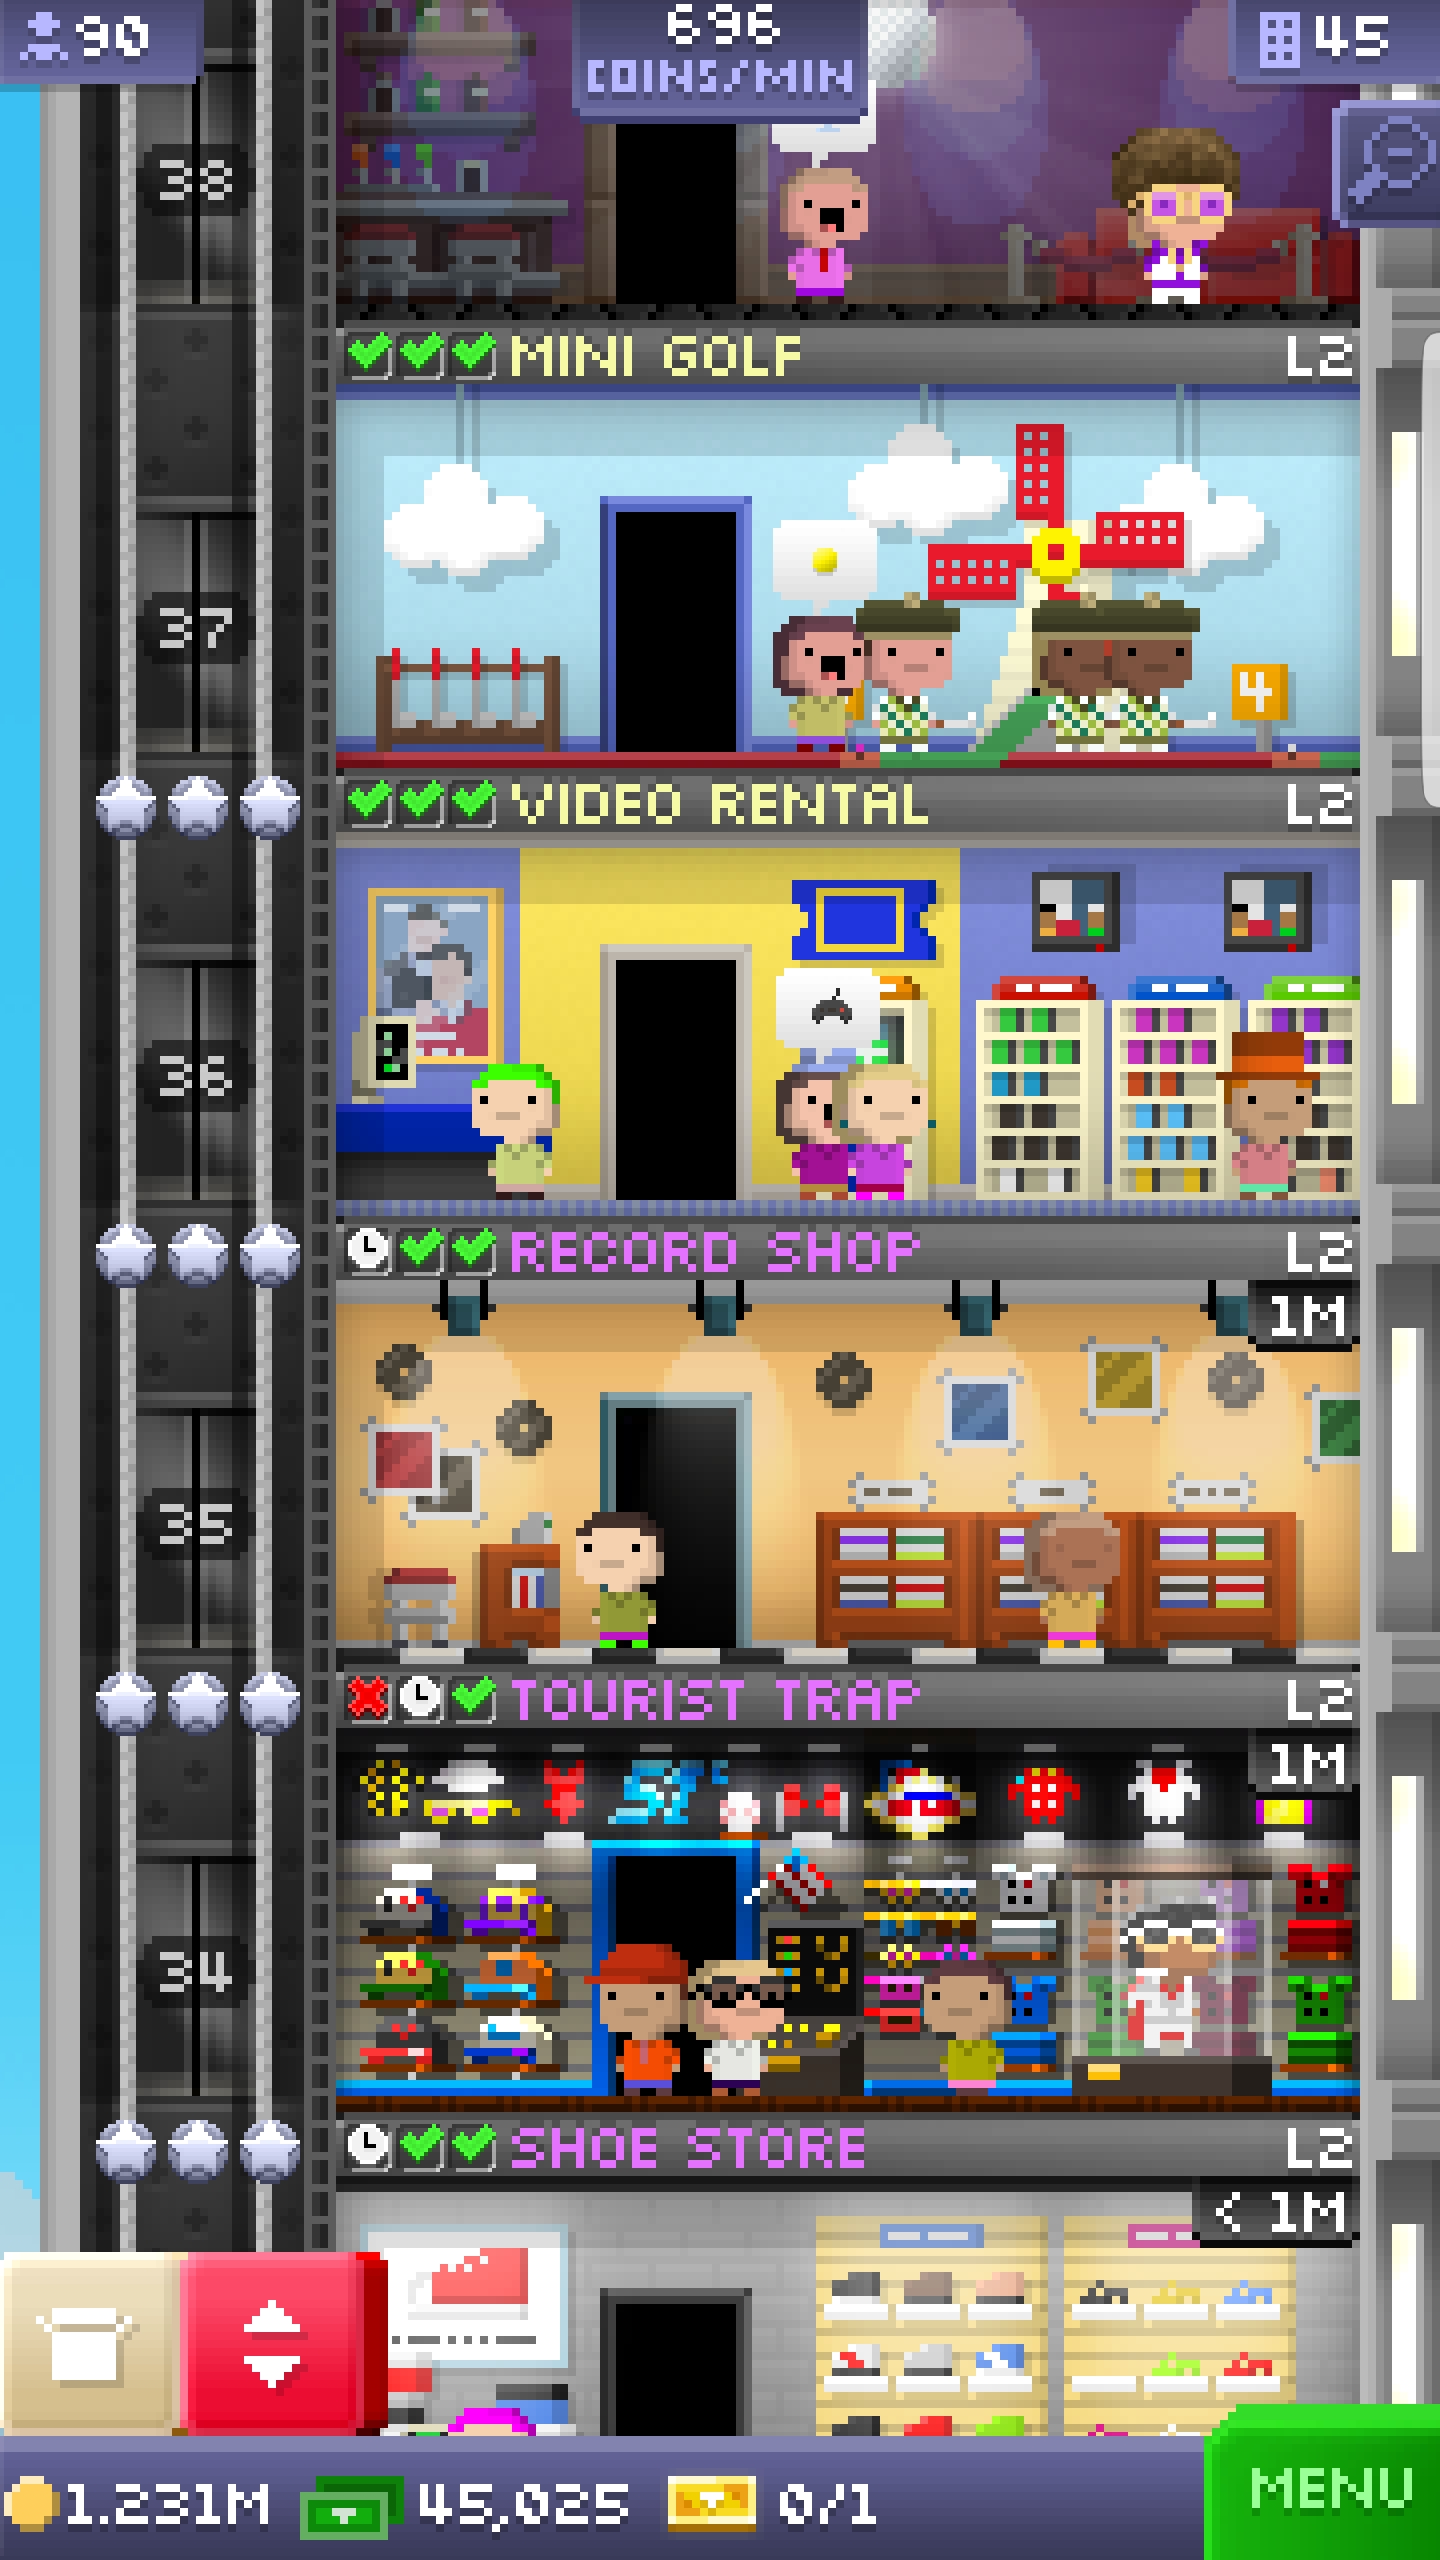 90
696
COINS/MIN
45
38
MINI GOLF L2
37
4
VIDEO RENTAL L2
36
RECORD SHOP L2
1M
35
TOURIST TRAP L2
1M
34
SHOE STORE L2
< 1M
1.231M 45,025 0/1
MENU